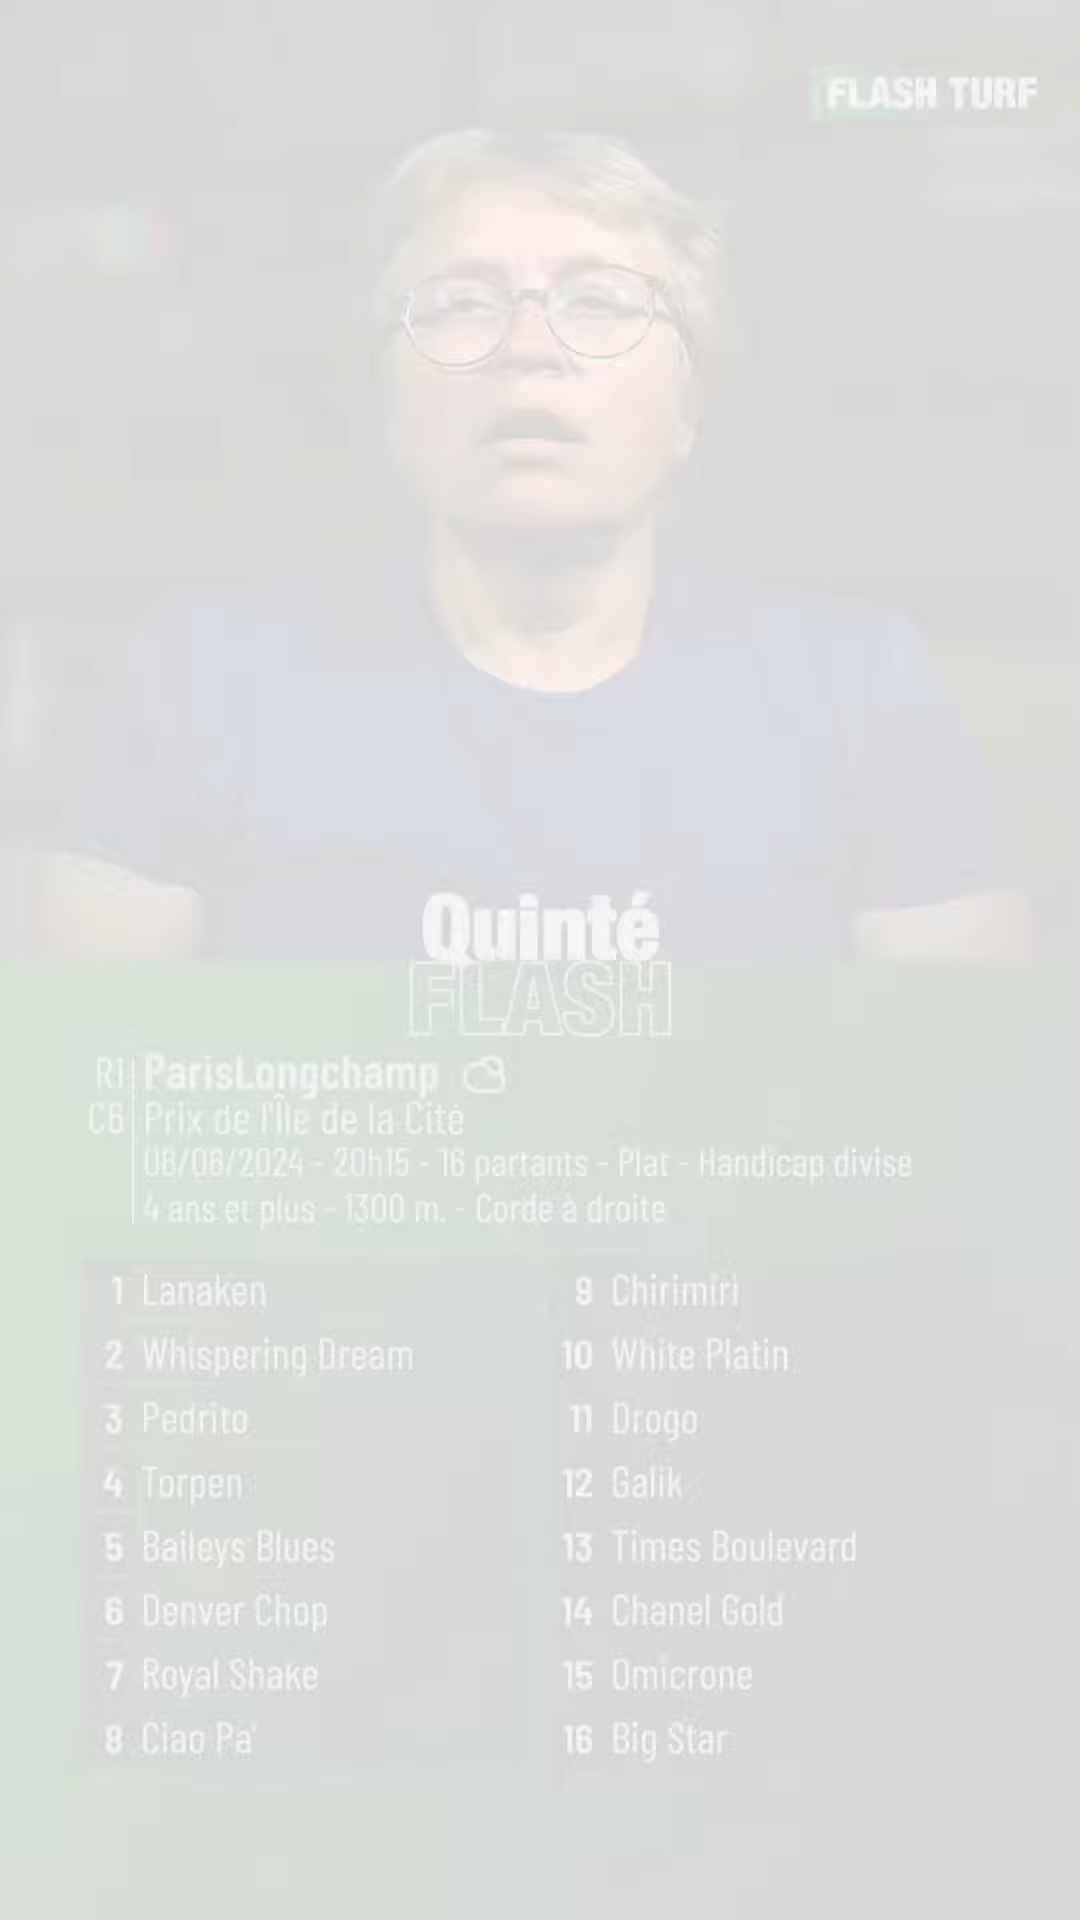 FLASH TURF
Quinté
FLASH
R1 ParisLongchamp
C6 Prix de l'Île de la Cité
06/06/2024 - 20h15 - 16 partants - Plat - Handicap divisé
4 ans et plus - 1300 m. - Corde à droite
1 Lanaken
2 Whispering Dream
3 Pedrito
4 Torpen
5 Baileys Blues
6 Denver Chop
7 Royal Shake
8 Ciao Pa'
9 Chirimiri
10 White Platin
11 Drogo
12 Galik
13 Times Boulevard
14 Chanel Gold
15 Omicrone
16 Big Star